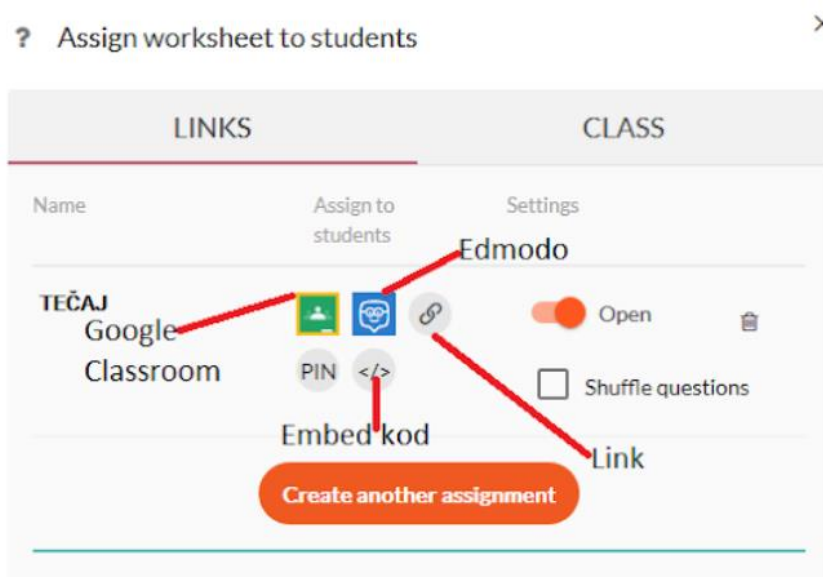 ? Assign worksheet to students ×
LINKS CLASS
Name Assign to students Settings
Edmodo
TEČAJ
Google Classroom
Open
PIN </>
Shuffle questions
Embed kod
Link
Create another assignment